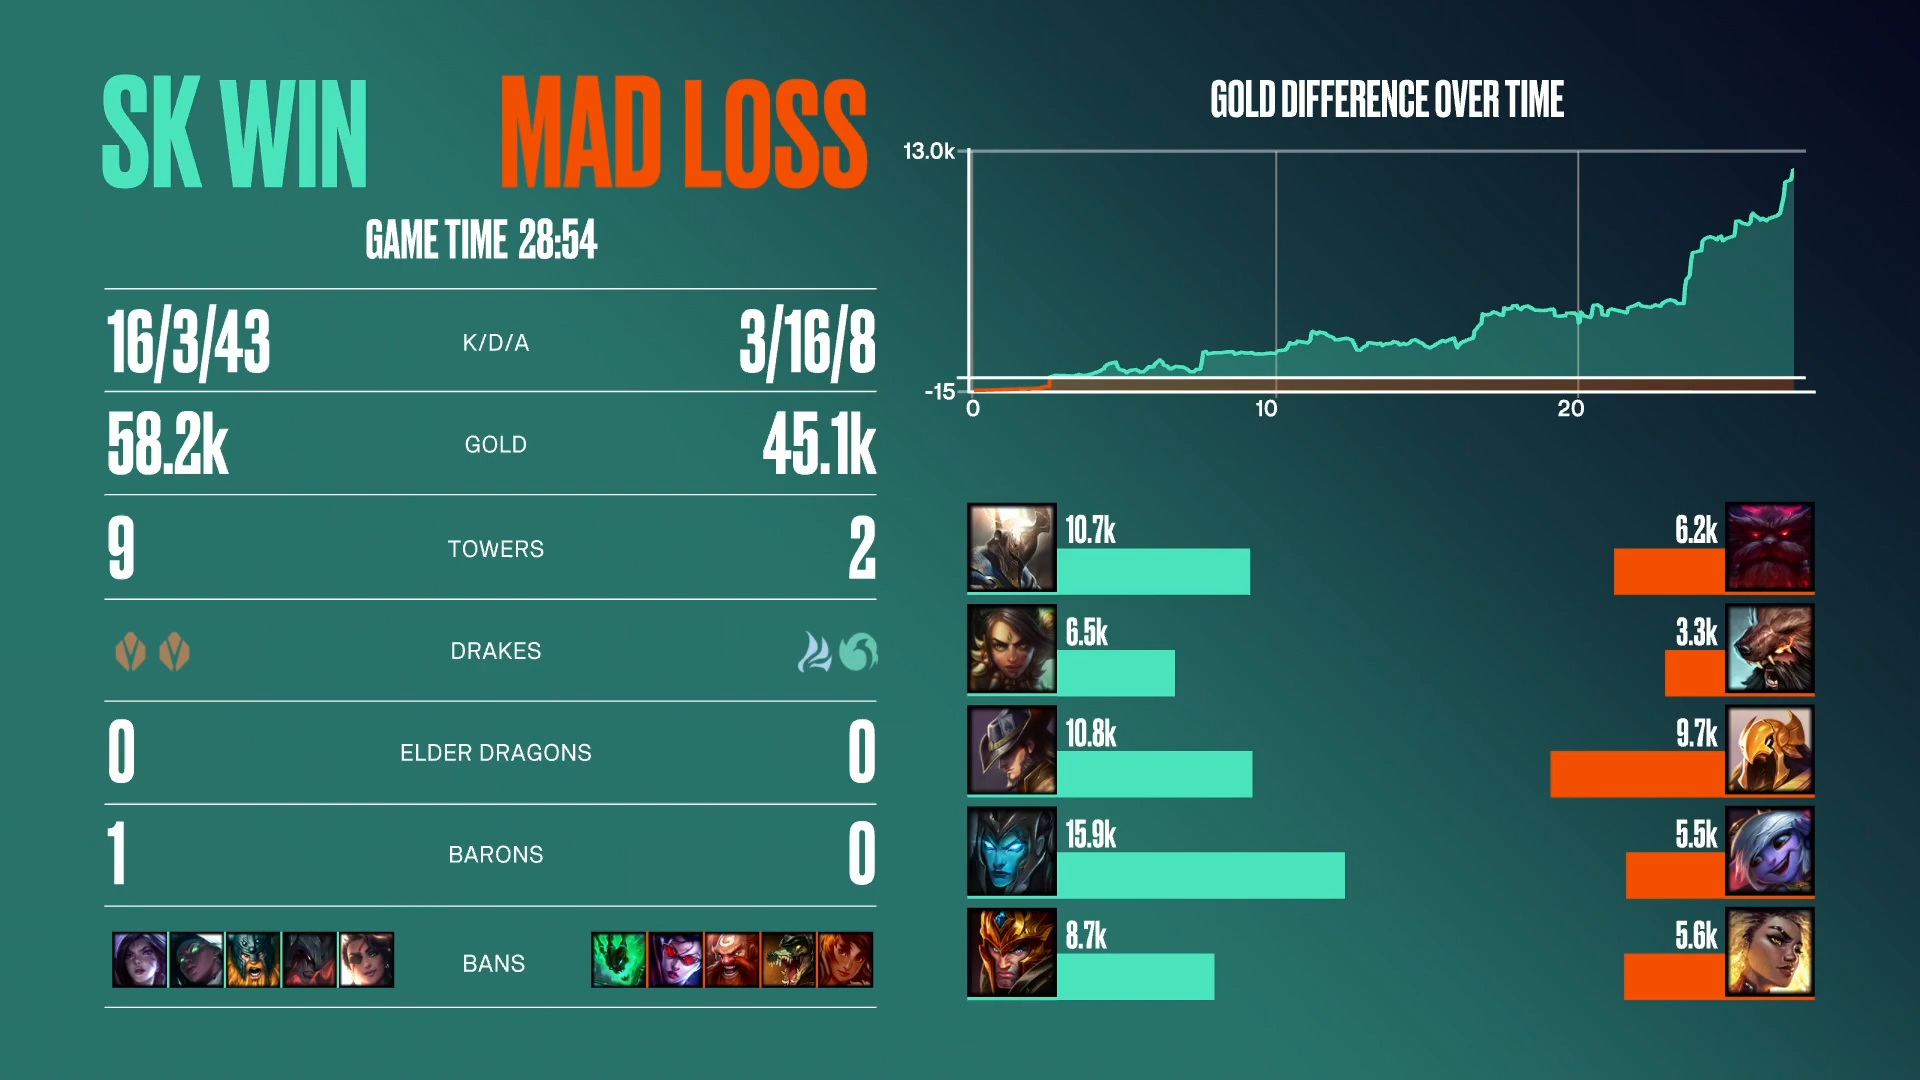 SK WIN MAD LOSS
GAME TIME 28:54
16/3/43 K/D/A 3/16/8
58.2k GOLD 45.1k
9 TOWERS 2
DRAKES
0 ELDER DRAGONS 0
1 BARONS 0
BANS
GOLD DIFFERENCE OVER TIME
13.0k
-15
0 10 20
10.7k 6.2k
6.5k 3.3k
10.8k 9.7k
15.9k 5.5k
8.7k 5.6k